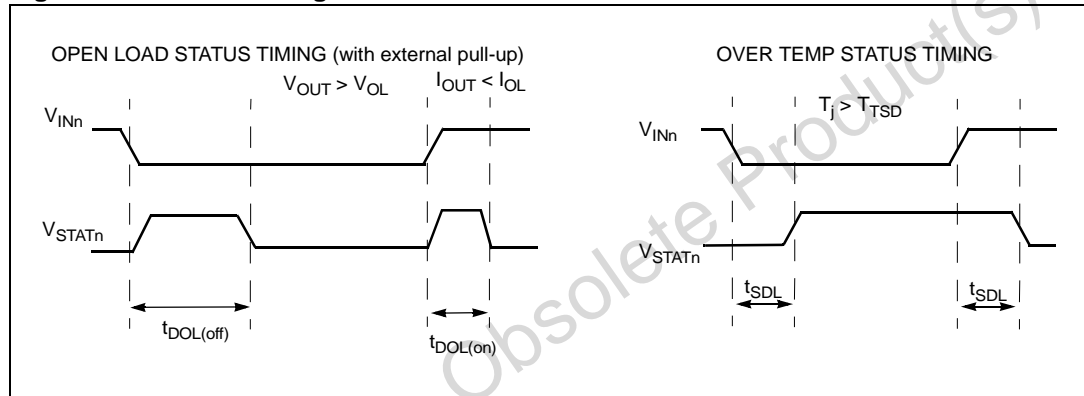 OPEN LOAD STATUS TIMING (with external pull-up)
V_OUT > V_OL
I_OUT < I_OL
V_INn
V_STATn
t_DOL(off)
t_DOL(on)
OVER TEMP STATUS TIMING
T_j > T_TSD
V_INn
V_STATn
t_SDL
t_SDL
Obsolete Product(s)